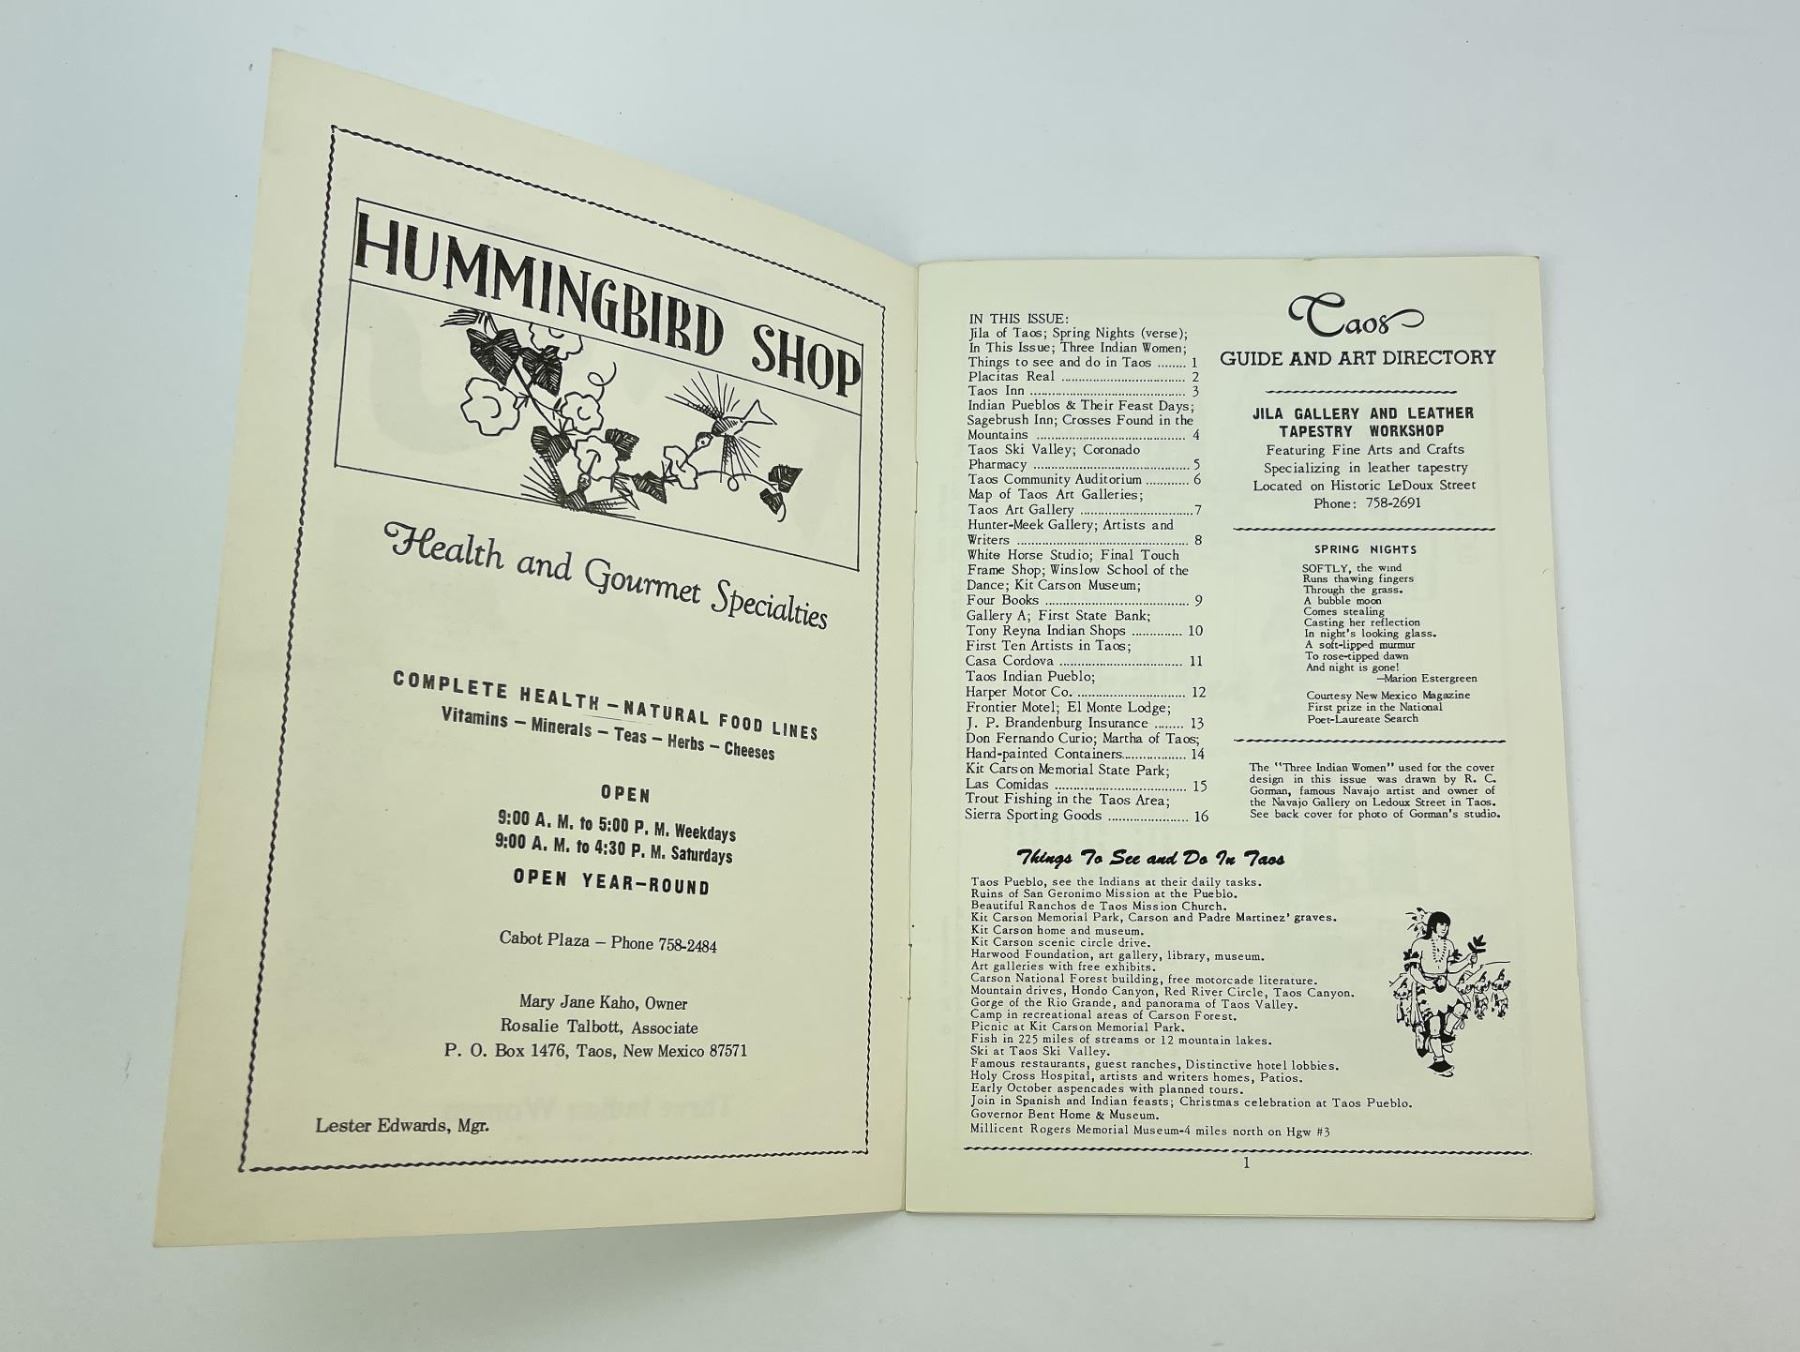 HUMMINGBIRD SHOP
Health and Gourmet Specialties
COMPLETE HEALTH – NATURAL FOOD LINES
Vitamins – Minerals – Teas – Herbs – Cheeses
OPEN
9:00 A. M. to 5:00 P. M. Weekdays
9:00 A. M. to 4:30 P. M. Saturdays
OPEN YEAR–ROUND
Cabot Plaza – Phone 758-2484
Mary Jane Kaho, Owner
Rosalie Talbott, Associate
P. O. Box 1476, Taos, New Mexico 87571
Lester Edwards, Mgr.
IN THIS ISSUE:
Jila of Taos; Spring Nights (verse);
In This Issue; Three Indian Women;
Things to see and do in Taos ........ 1
Placitas Real .................................... 2
Taos Inn ............................................ 3
Indian Pueblos & Their Feast Days;
Sagebrush Inn; Crosses Found in the
Mountains .......................................... 4
Taos Ski Valley; Coronado
Pharmacy ........................................... 5
Taos Community Auditorium ............ 6
Map of Taos Art Galleries;
Taos Art Gallery ................................7
Hunter-Meek Gallery; Artists and
Writers ............................................... 8
White Horse Studio; Final Touch
Frame Shop; Winslow School of the
Dance; Kit Carson Museum;
Four Books ........................................ 9
Gallery A; First State Bank;
Tony Reyna Indian Shops .............. 10
First Ten Artists in Taos;
Casa Cordova .................................. 11
Taos Indian Pueblo;
Harper Motor Co. .............................. 12
Frontier Motel; El Monte Lodge;
J. P. Brandenburg Insurance ....... 13
Don Fernando Curio; Martha of Taos;
Hand-painted Containers.................. 14
Kit Carson Memorial State Park;
Las Comidas ..................................... 15
Trout Fishing in the Taos Area;
Sierra Sporting Goods ...................... 16
Taos
GUIDE AND ART DIRECTORY
JILA GALLERY AND LEATHER
TAPESTRY WORKSHOP
Featuring Fine Arts and Crafts
Specializing in leather tapestry
Located on Historic LeDoux Street
Phone: 758-2691
SPRING NIGHTS
SOFTLY, the wind
Runs thawing fingers
Through the grass.
A bubble moon
Comes stealing
Casting her reflection
In night's looking glass.
A soft-lipped murmur
To rose-tipped dawn
And night is gone!
—Marion Estergreen
Courtesy New Mexico Magazine
First prize in the National
Poet-Laureate Search
The "Three Indian Women" used for the cover
design in this issue was drawn by R. C.
Gorman, famous Navajo artist and owner of
the Navajo Gallery on Ledoux Street in Taos.
See back cover for photo of Gorman's studio.
Things To See and Do In Taos
Taos Pueblo, see the Indians at their daily tasks.
Ruins of San Geronimo Mission at the Pueblo.
Beautiful Ranchos de Taos Mission Church.
Kit Carson Memorial Park, Carson and Padre Martinez' graves.
Kit Carson home and museum.
Kit Carson scenic circle drive.
Harwood Foundation, art gallery, library, museum.
Art galleries with free exhibits.
Carson National Forest building, free motorcade literature.
Mountain drives, Hondo Canyon, Red River Circle, Taos Canyon.
Gorge of the Rio Grande, and panorama of Taos Valley.
Camp in recreational areas of Carson Forest.
Picnic at Kit Carson Memorial Park.
Fish in 225 miles of streams or 12 mountain lakes.
Ski at Taos Ski Valley.
Famous restaurants, guest ranches, Distinctive hotel lobbies.
Holy Cross Hospital, artists and writers homes, Patios.
Early October aspencades with planned tours.
Join in Spanish and Indian feasts; Christmas celebration at Taos Pueblo.
Governor Bent Home & Museum.
Millicent Rogers Memorial Museum-4 miles north on Hgw #3
1